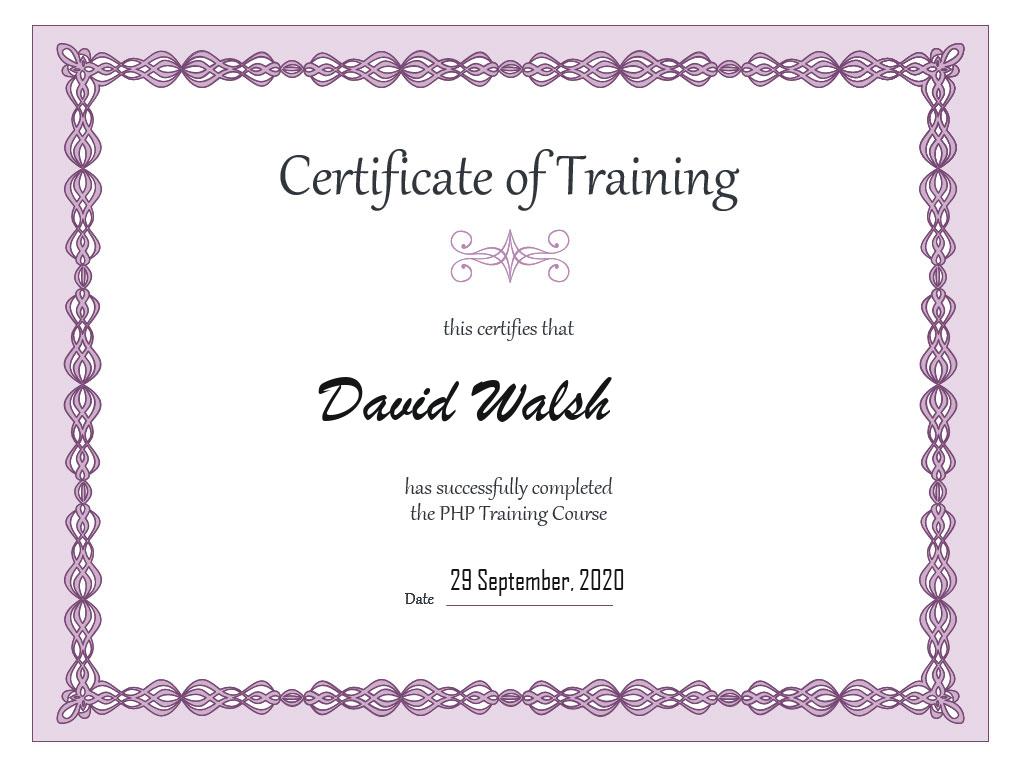 Certificate of Training
this certifies that
David Walsh
has successfully completed
the PHP Training Course
Date 29 September, 2020